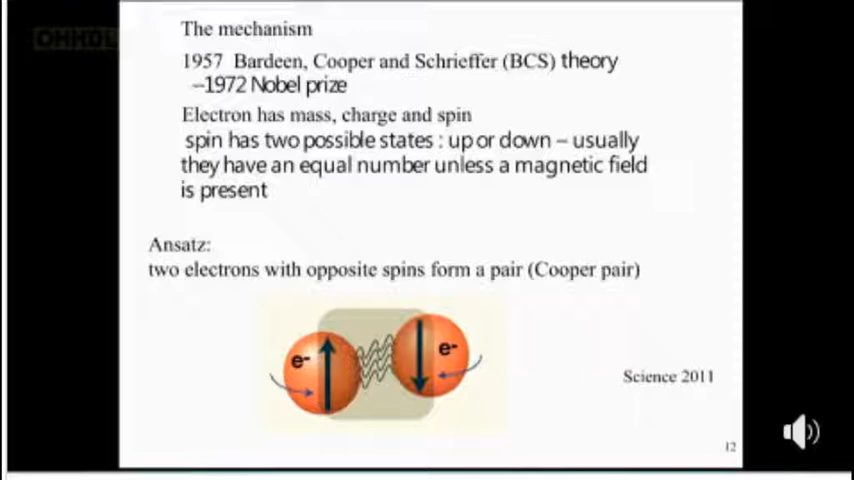 The mechanism
1957 Bardeen, Cooper and Schrieffer (BCS) theory
–1972 Nobel prize
Electron has mass, charge and spin
spin has two possible states : up or down – usually
they have an equal number unless a magnetic field
is present
Ansatz:
two electrons with opposite spins form a pair (Cooper pair)
e-
e-
Science 2011
12